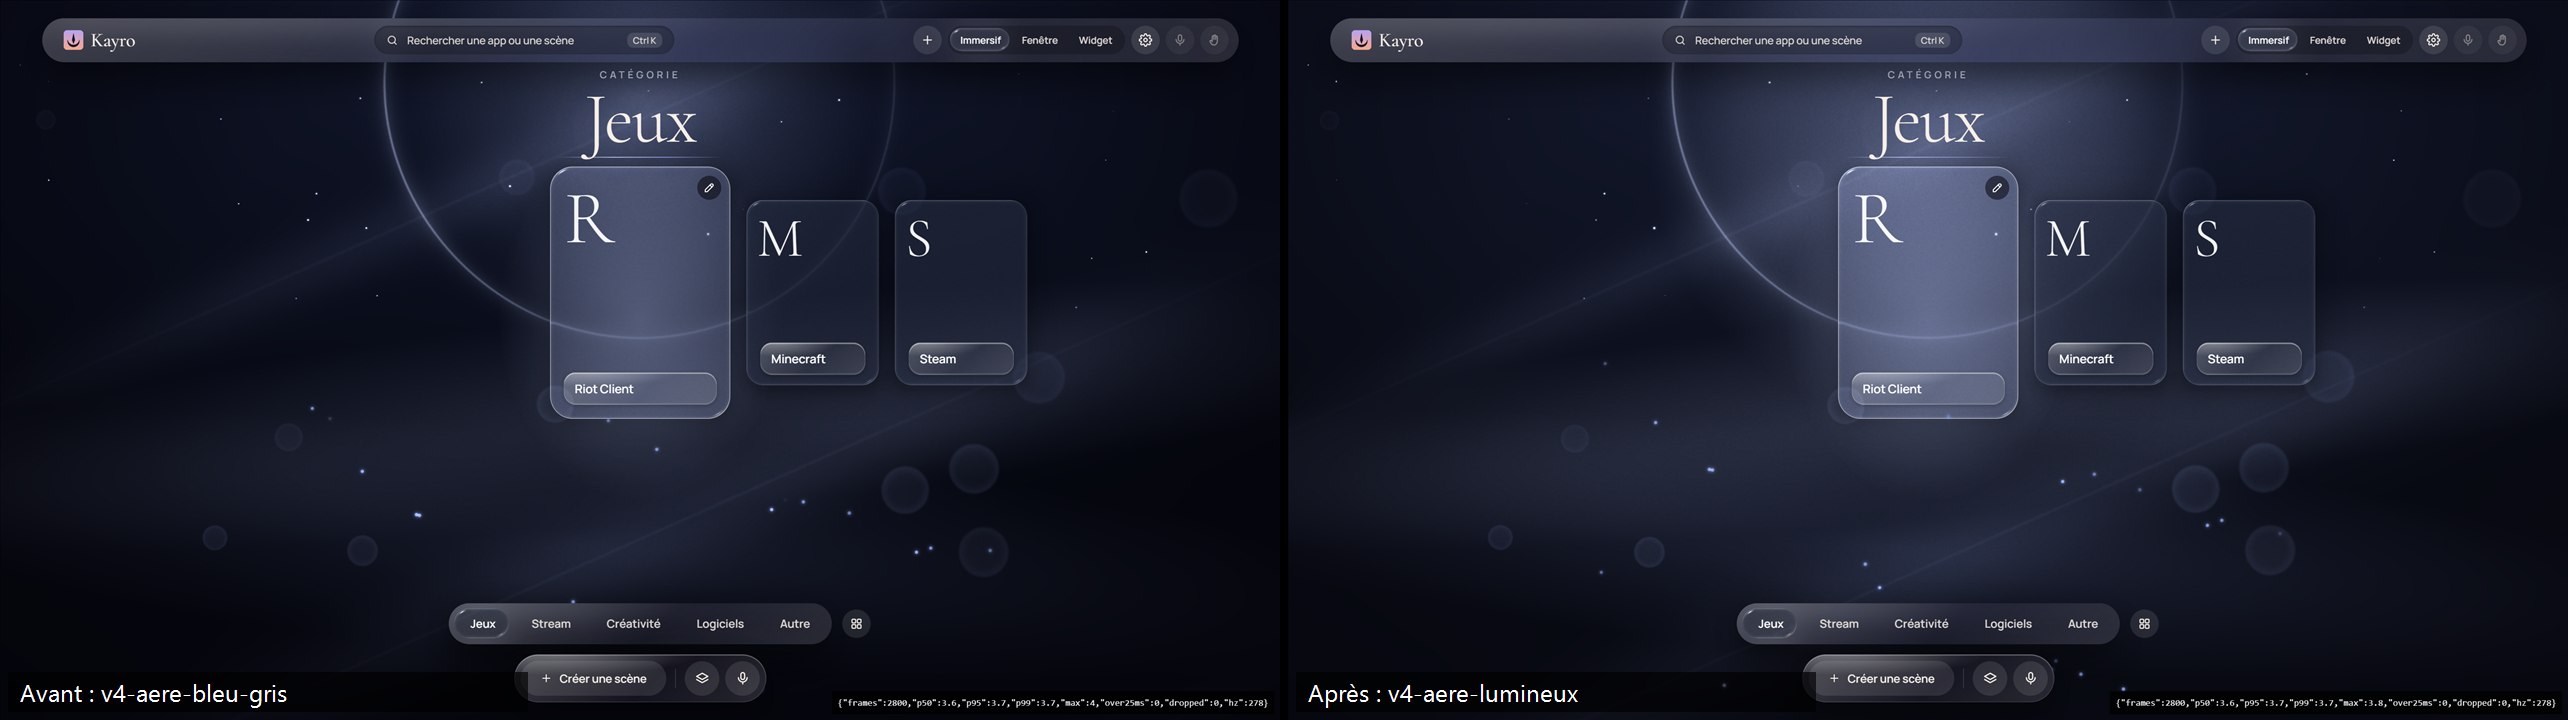 Kayro
Rechercher une app ou une scène
Ctrl K
Immersif
Fenêtre
Widget
CATÉGORIE
Jeux
R
M
S
Minecraft
Steam
Riot Client
Jeux
Stream
Créativité
Logiciels
Autre
Créer une scène
Avant : v4-aere-bleu-gris
{"frames":2800,"p50":3.6,"p95":3.7,"p99":3.7,"max":4,"over25ms":0,"dropped":0,"hz":278}
Kayro
Rechercher une app ou une scène
Ctrl K
Immersif
Fenêtre
Widget
CATÉGORIE
Jeux
R
M
S
Minecraft
Steam
Riot Client
Jeux
Stream
Créativité
Logiciels
Autre
Créer une scène
Après : v4-aere-lumineux
{"frames":2800,"p50":3.6,"p95":3.7,"p99":3.7,"max":3.8,"over25ms":0,"dropped":0,"hz":278}